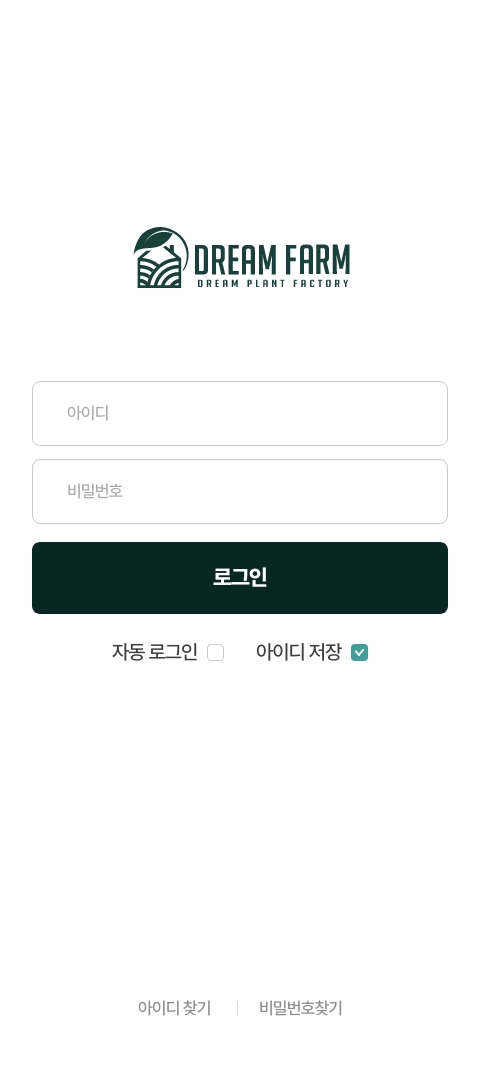 DREAM FARM
DREAM PLANT FACTORY
아이디
비밀번호
로그인
자동 로그인 아이디 저장
아이디 찾기 비밀번호찾기